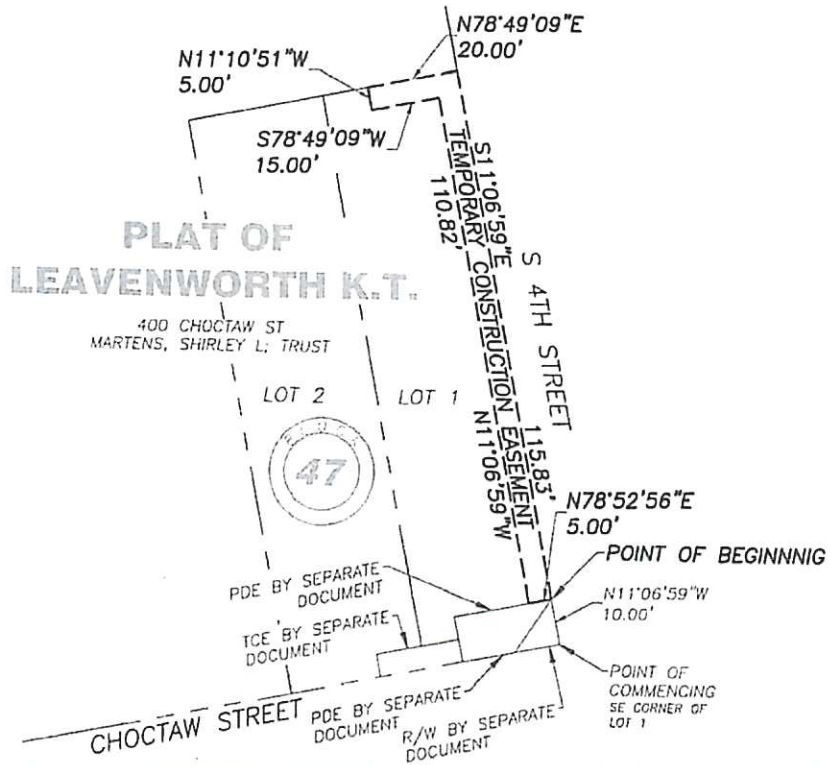 N78°49'09"E
20.00'
N11°10'51"W
5.00'
S78°49'09"W
15.00'
S11°06'59"E
115.83'
TEMPORARY CONSTRUCTION EASEMENT
110.82'
N11°06'59"W
S 4TH STREET
PLAT OF
LEAVENWORTH K.T.
400 CHOCTAW ST
MARTENS, SHIRLEY L; TRUST
LOT 2
LOT 1
BLOCK
47
N78°52'56"E
5.00'
POINT OF BEGINNNIG
N11°06'59"W
10.00'
PDE BY SEPARATE
DOCUMENT
TCE BY SEPARATE
DOCUMENT
POINT OF
COMMENCING
SE CORNER OF
LOT 1
PDE BY SEPARATE
DOCUMENT
R/W BY SEPARATE
DOCUMENT
CHOCTAW STREET